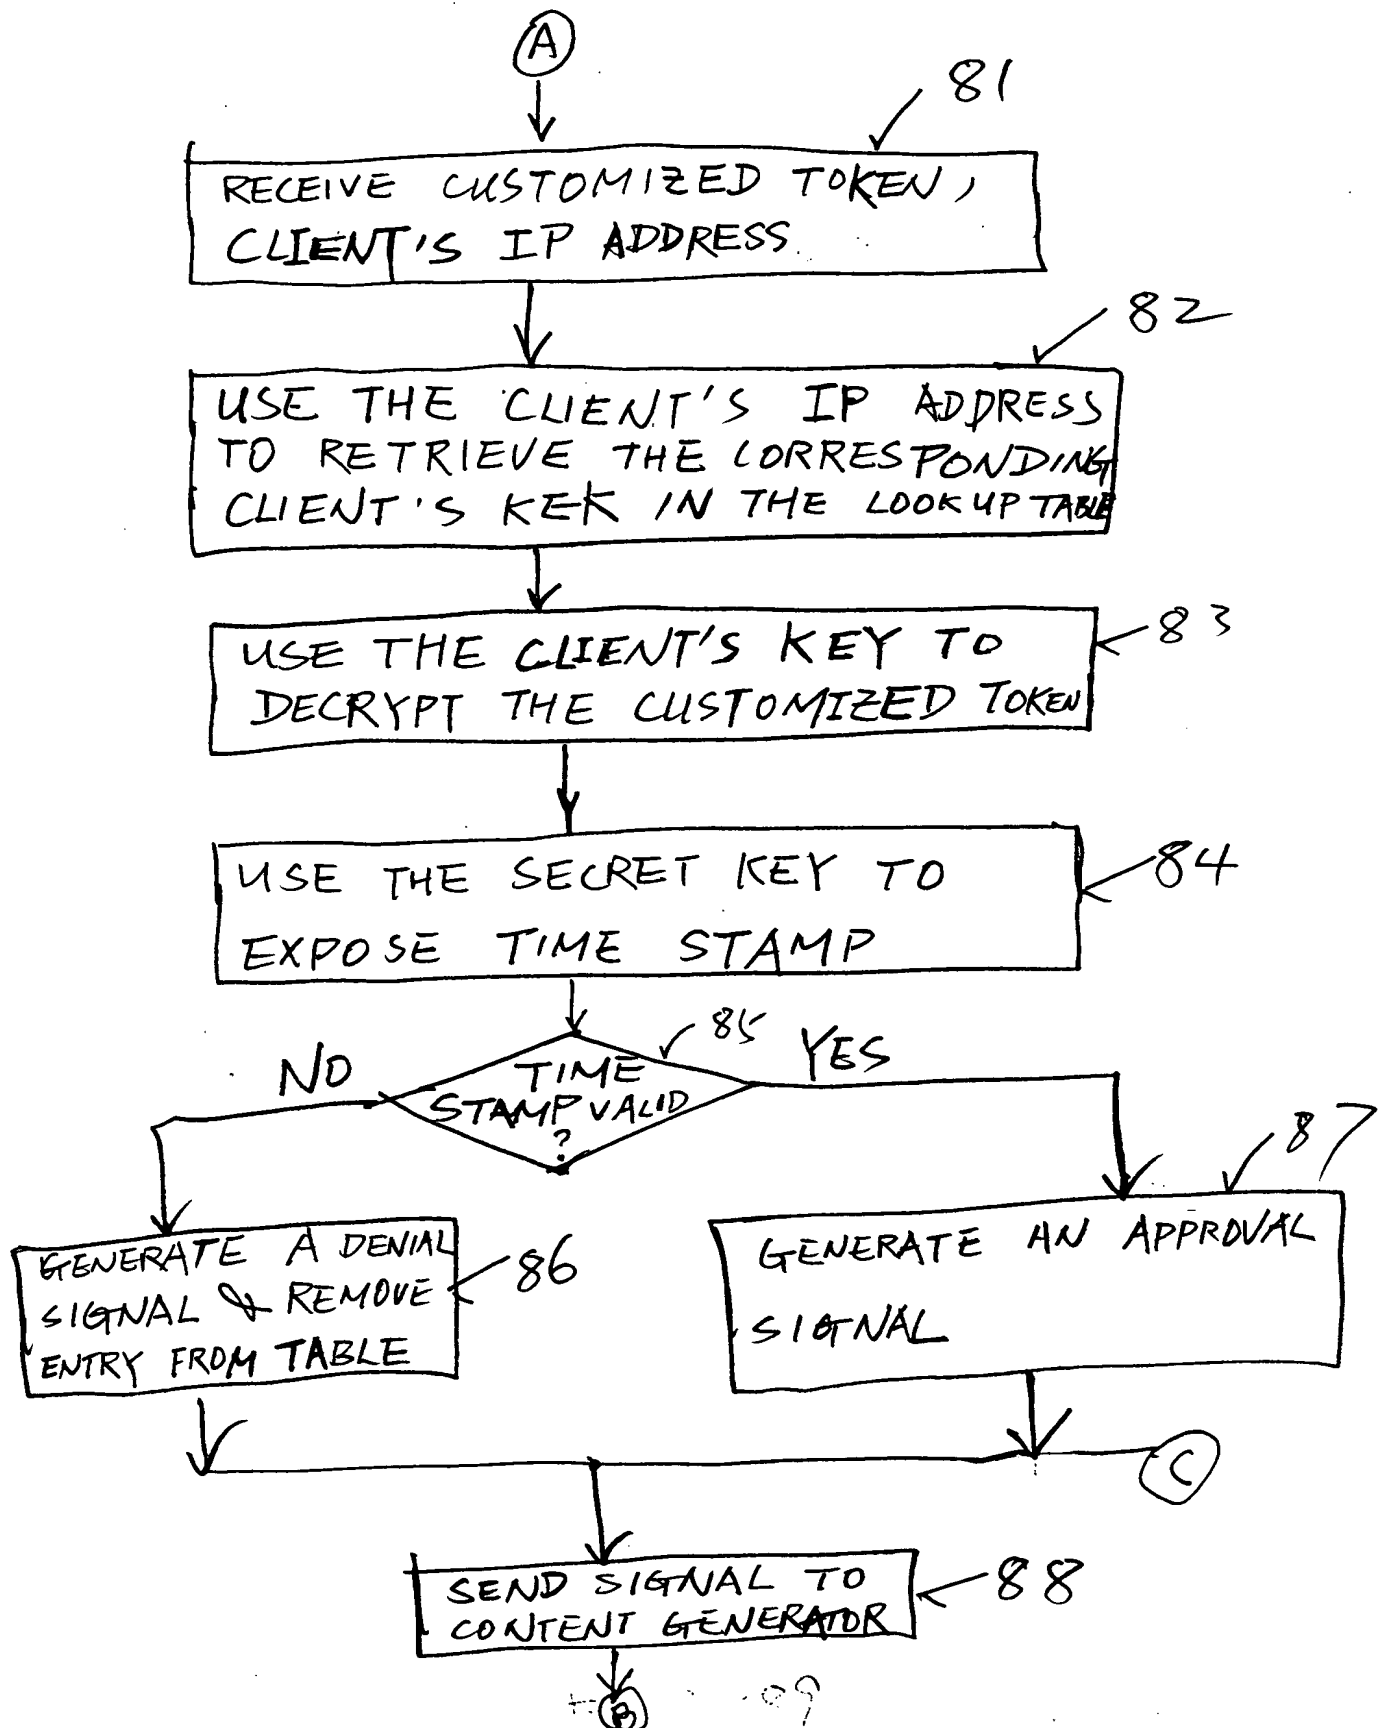 A
81
RECEIVE CUSTOMIZED TOKEN,
CLIENT'S IP ADDRESS
82
USE THE CLIENT'S IP ADDRESS
TO RETRIEVE THE CORRESPONDING
CLIENT'S KEK IN THE LOOKUP TABLE
83
USE THE CLIENT'S KEY TO
DECRYPT THE CUSTOMIZED TOKEN
84
USE THE SECRET KEY TO
EXPOSE TIME STAMP
85
NO
YES
TIME
STAMP VALID
?
87
GENERATE A DENIAL
SIGNAL & REMOVE
ENTRY FROM TABLE
86
GENERATE AN APPROVAL
SIGNAL
C
SEND SIGNAL TO
CONTENT GENERATOR
88
B